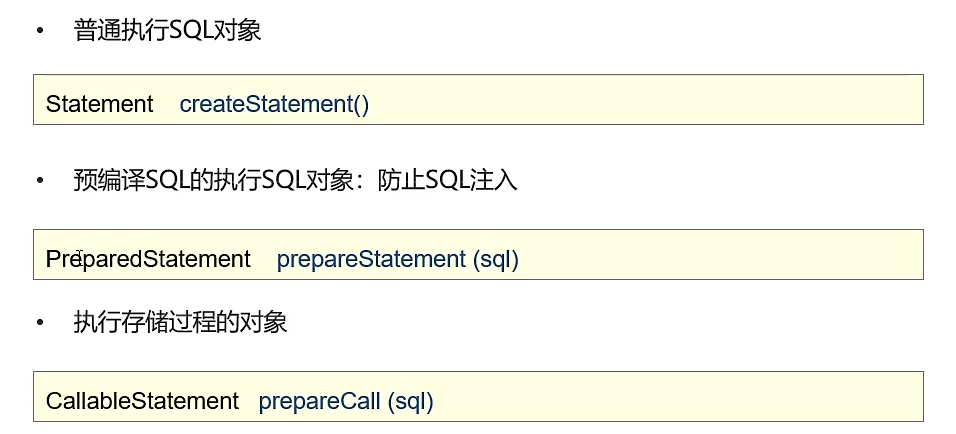 • 普通执行SQL对象
Statement createStatement()
• 预编译SQL的执行SQL对象：防止SQL注入
PreparedStatement prepareStatement (sql)
• 执行存储过程的对象
CallableStatement prepareCall (sql)